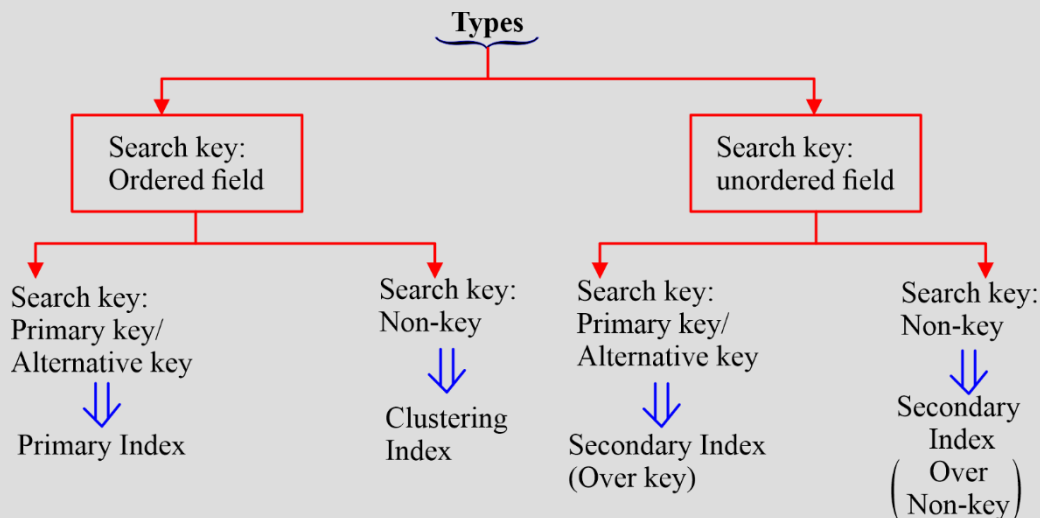 Types
Search key:
Ordered field
Search key:
unordered field
Search key:
Primary key/
Alternative key
Primary Index
Search key:
Non-key
Clustering
Index
Search key:
Primary key/
Alternative key
Secondary Index
(Over key)
Search key:
Non-key
Secondary
Index
(Over
Non-key)